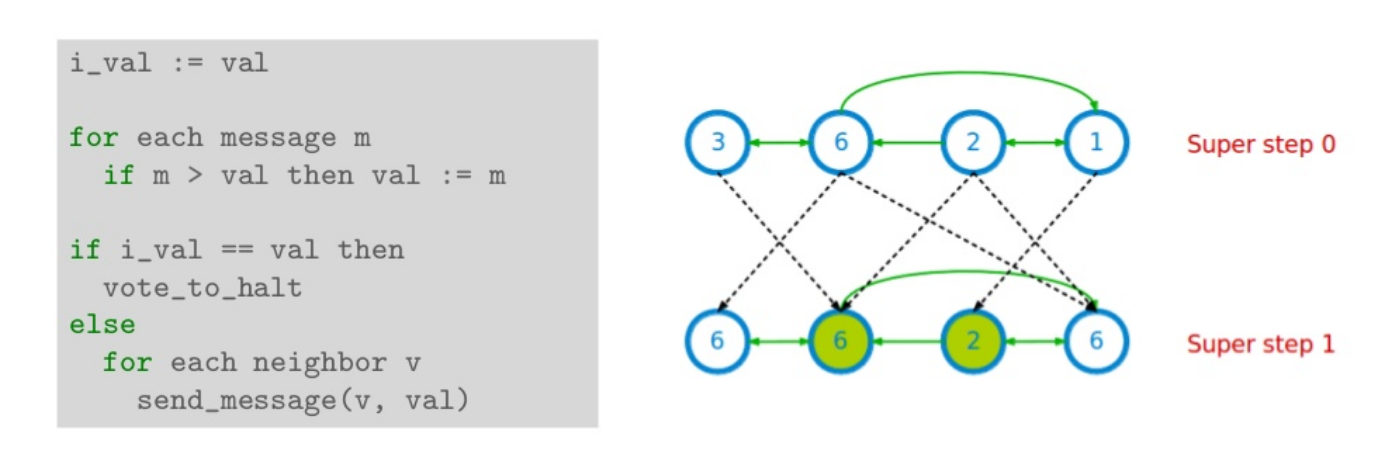 i_val := val
for each message m
if m > val then val := m
if i_val == val then
vote_to_halt
else
for each neighbor v
send_message(v, val)
3 6 2 1 Super step 0
6 6 2 6 Super step 1